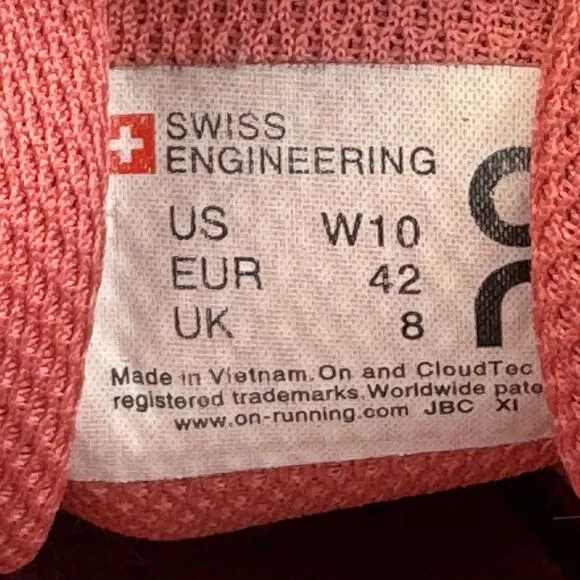 SWISS
ENGINEERING
US W10
EUR 42
UK 8
Made in Vietnam. On and CloudTec
registered trademarks. Worldwide pate
www.on-running.com JBC XI